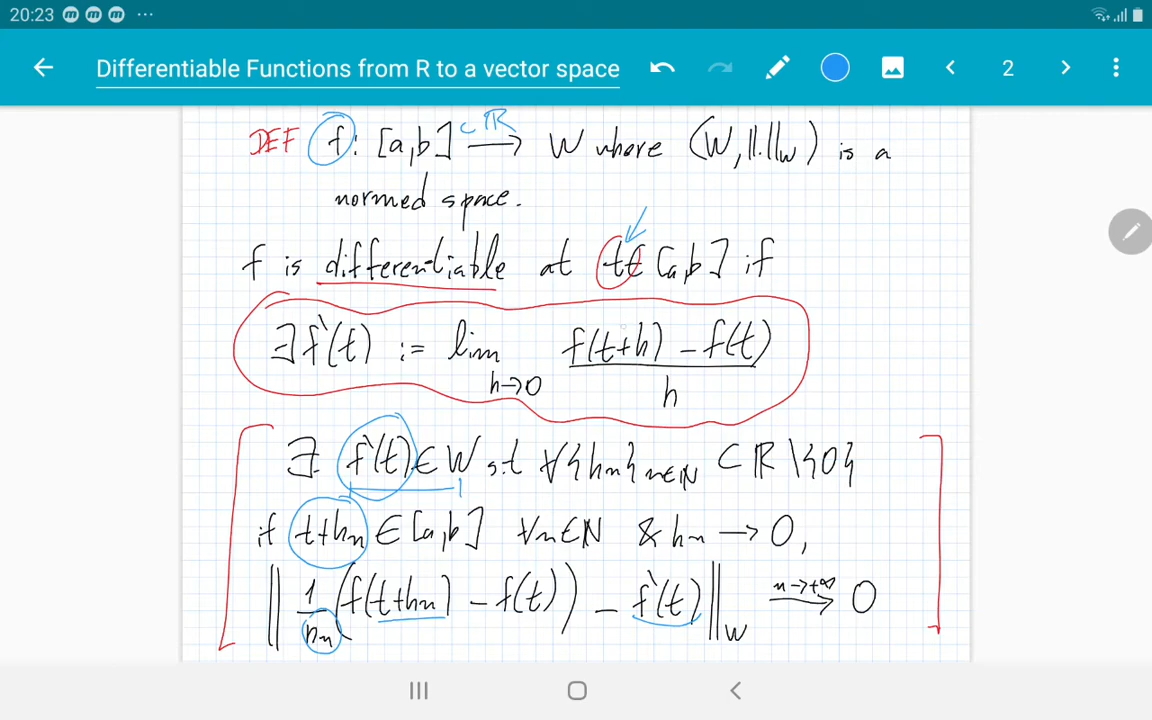 20:23
Differentiable Functions from R to a vector space
2
DEF f: [a,b] ⊂ ℝ ⟶ W where (W, ‖.‖_W) is a
normed space.
f is differentiable at t ∈ [a,b] if
∃ f'(t) := lim_{h→0} (f(t+h) − f(t)) / h
∃ f'(t) ∈ W s.t ∀{h_n}_{n∈ℕ} ⊂ ℝ∖{0}
if t+h_n ∈ [a,b] ∀n∈ℕ & h_n → 0,
‖ 1/h_n (f(t+h_n) − f(t)) − f'(t) ‖_W ⟶^{n→+∞} 0